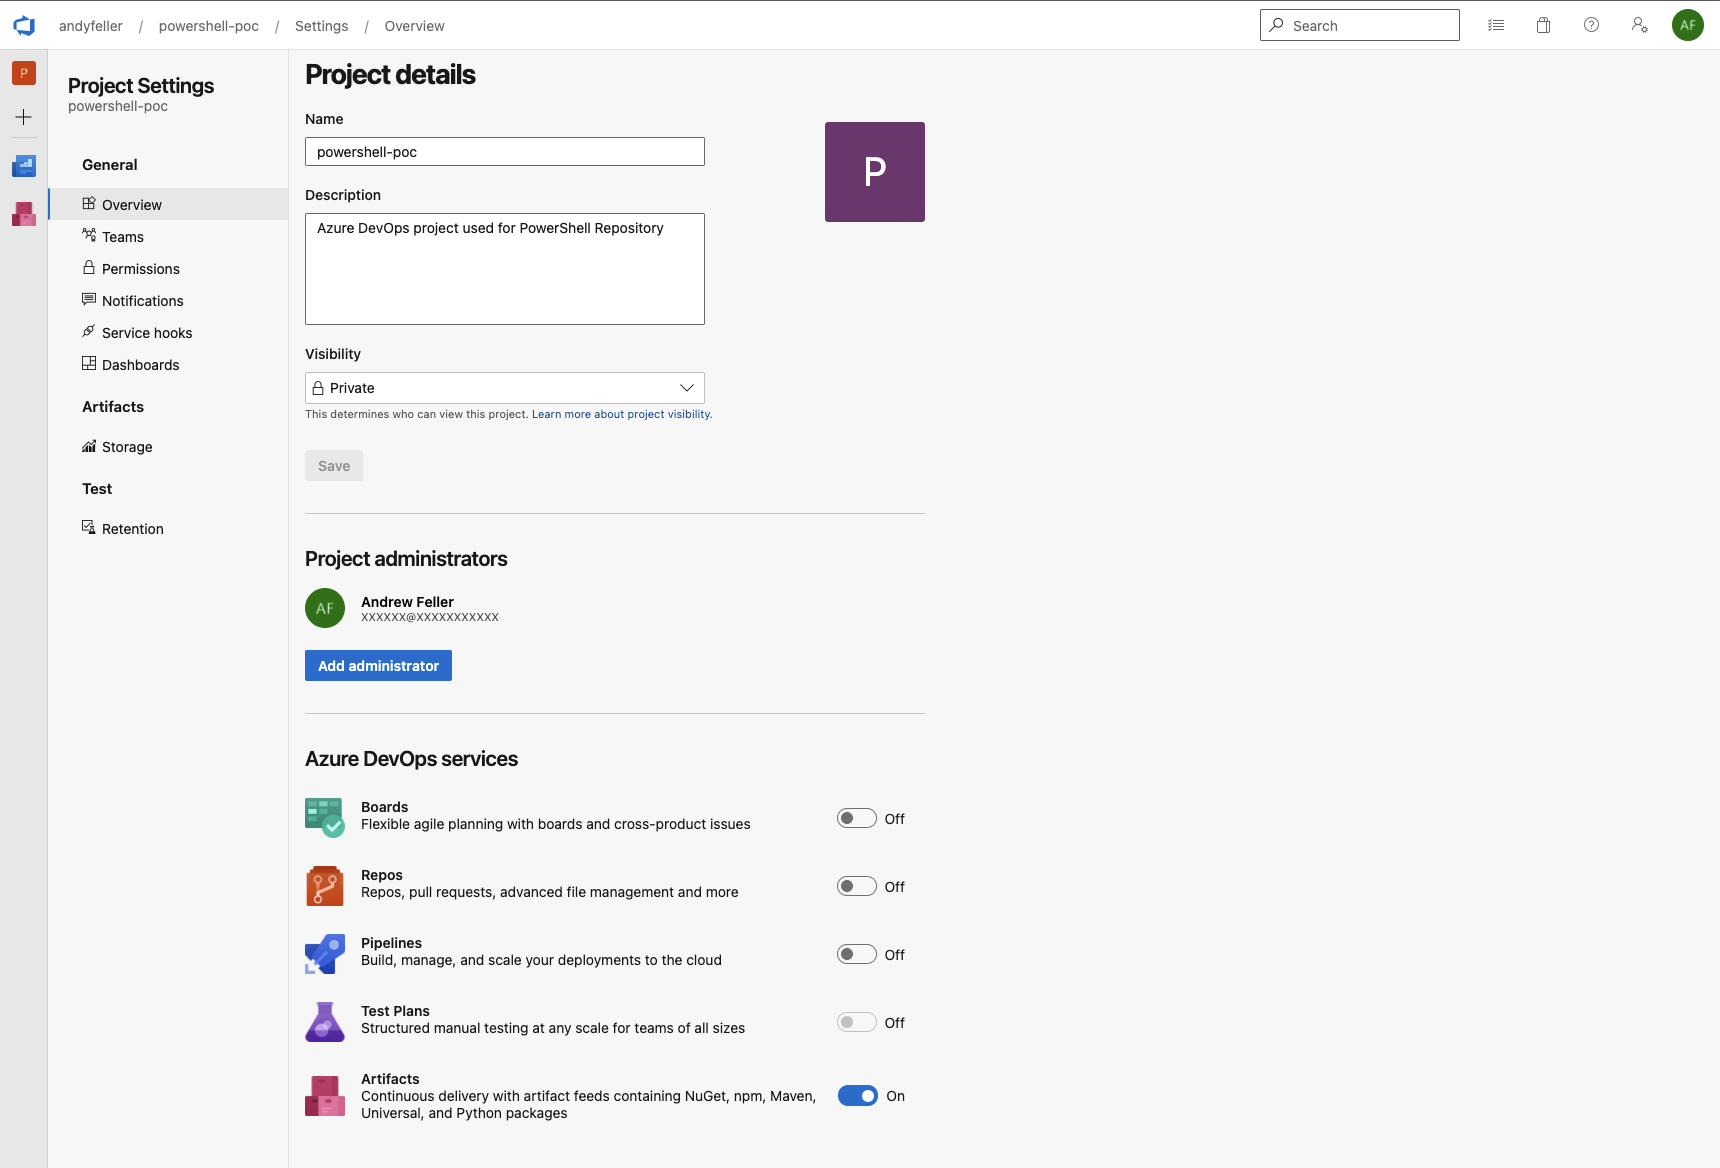 andyfeller / powershell-poc / Settings / Overview
Search
AF
P
Project Settings
powershell-poc
General
Overview
Teams
Permissions
Notifications
Service hooks
Dashboards
Artifacts
Storage
Test
Retention
Project details
Name
powershell-poc
P
Description
Azure DevOps project used for PowerShell Repository
Visibility
Private
This determines who can view this project. Learn more about project visibility.
Save
Project administrators
AF
Andrew Feller
XXXXXX@XXXXXXXXXXX
Add administrator
Azure DevOps services
Boards
Flexible agile planning with boards and cross-product issues
Off
Repos
Repos, pull requests, advanced file management and more
Off
Pipelines
Build, manage, and scale your deployments to the cloud
Off
Test Plans
Structured manual testing at any scale for teams of all sizes
Off
Artifacts
Continuous delivery with artifact feeds containing NuGet, npm, Maven,
Universal, and Python packages
On